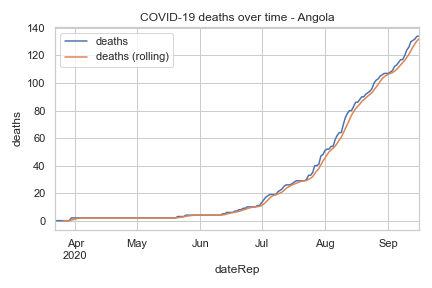 COVID-19 deaths over time - Angola
deaths
deaths (rolling)
140
120
100
80
60
40
20
0
deaths
Apr
2020
May
Jun
Jul
Aug
Sep
dateRep